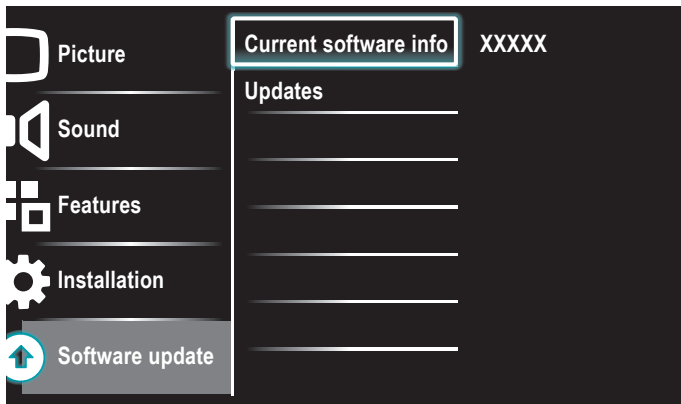 Picture
Sound
Features
Installation
Software update
Current software info
XXXXX
Updates